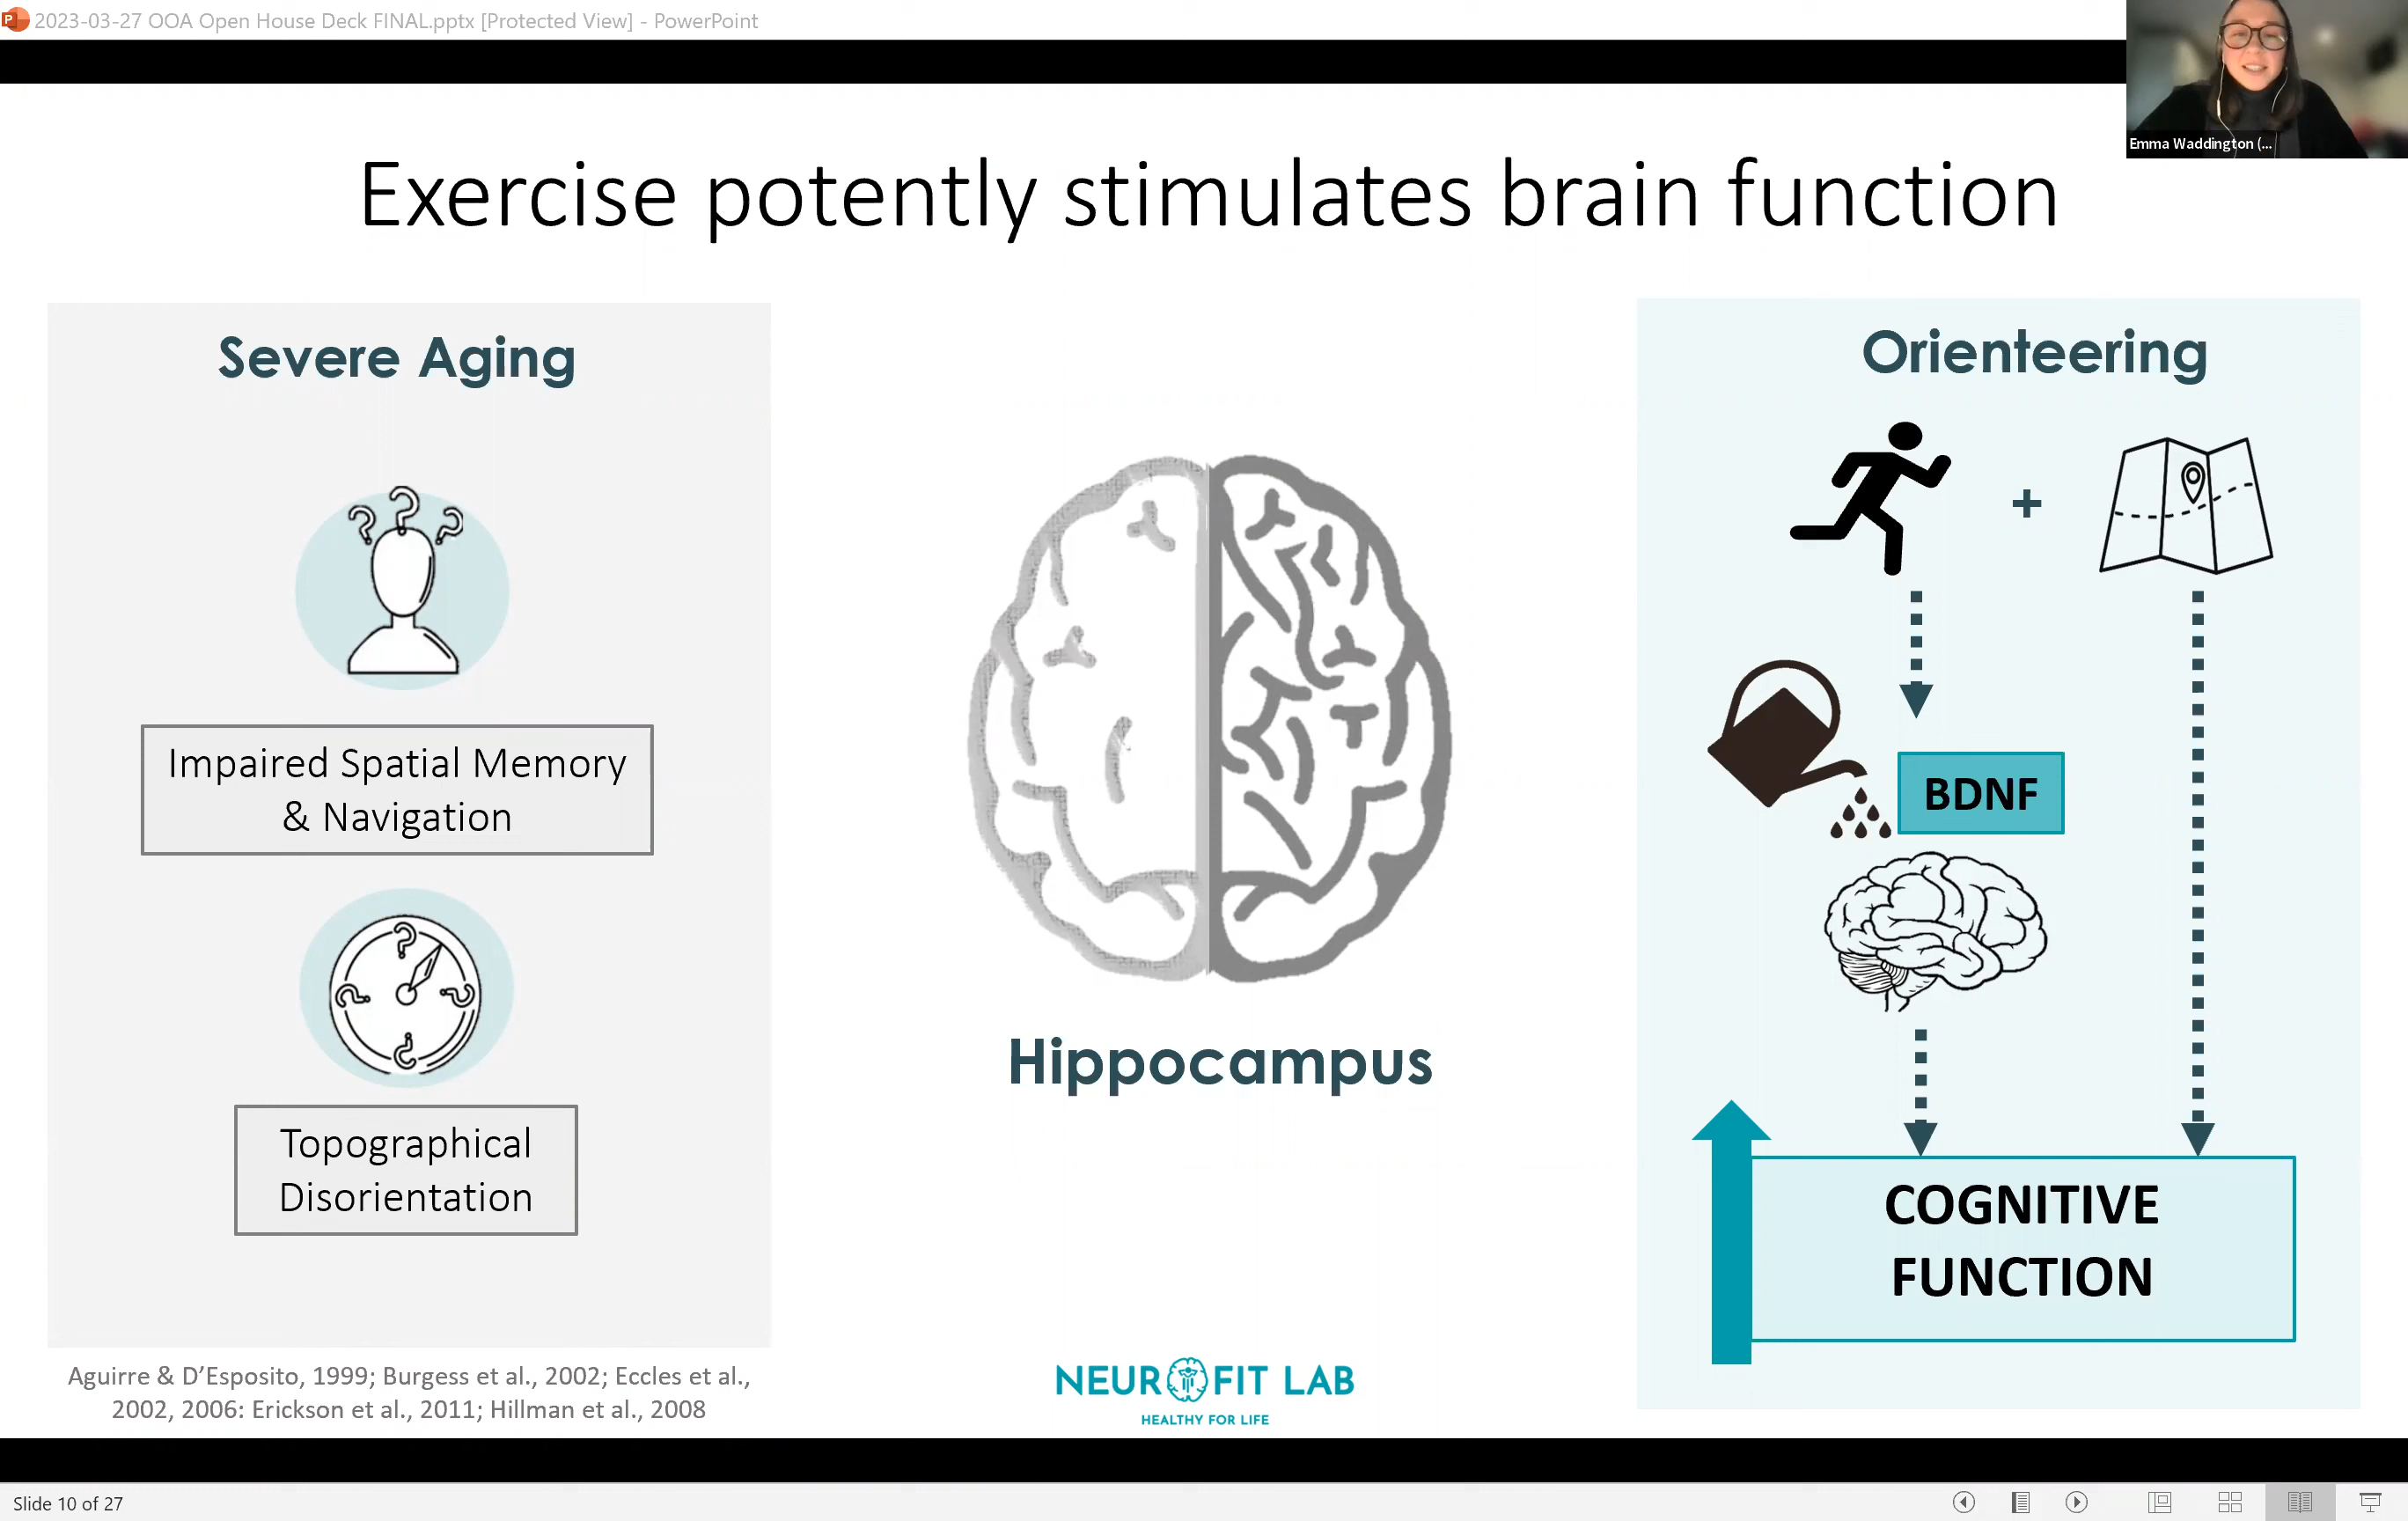 2023-03-27 OOA Open House Deck FINAL.pptx [Protected View] - PowerPoint
Emma Waddington (...
Exercise potently stimulates brain function
Severe Aging
Impaired Spatial Memory
& Navigation
Topographical
Disorientation
Aguirre & D’Esposito, 1999; Burgess et al., 2002; Eccles et al.,
2002, 2006: Erickson et al., 2011; Hillman et al., 2008
Hippocampus
NEUROFIT LAB
HEALTHY FOR LIFE
Orienteering
+
BDNF
COGNITIVE
FUNCTION
Slide 10 of 27